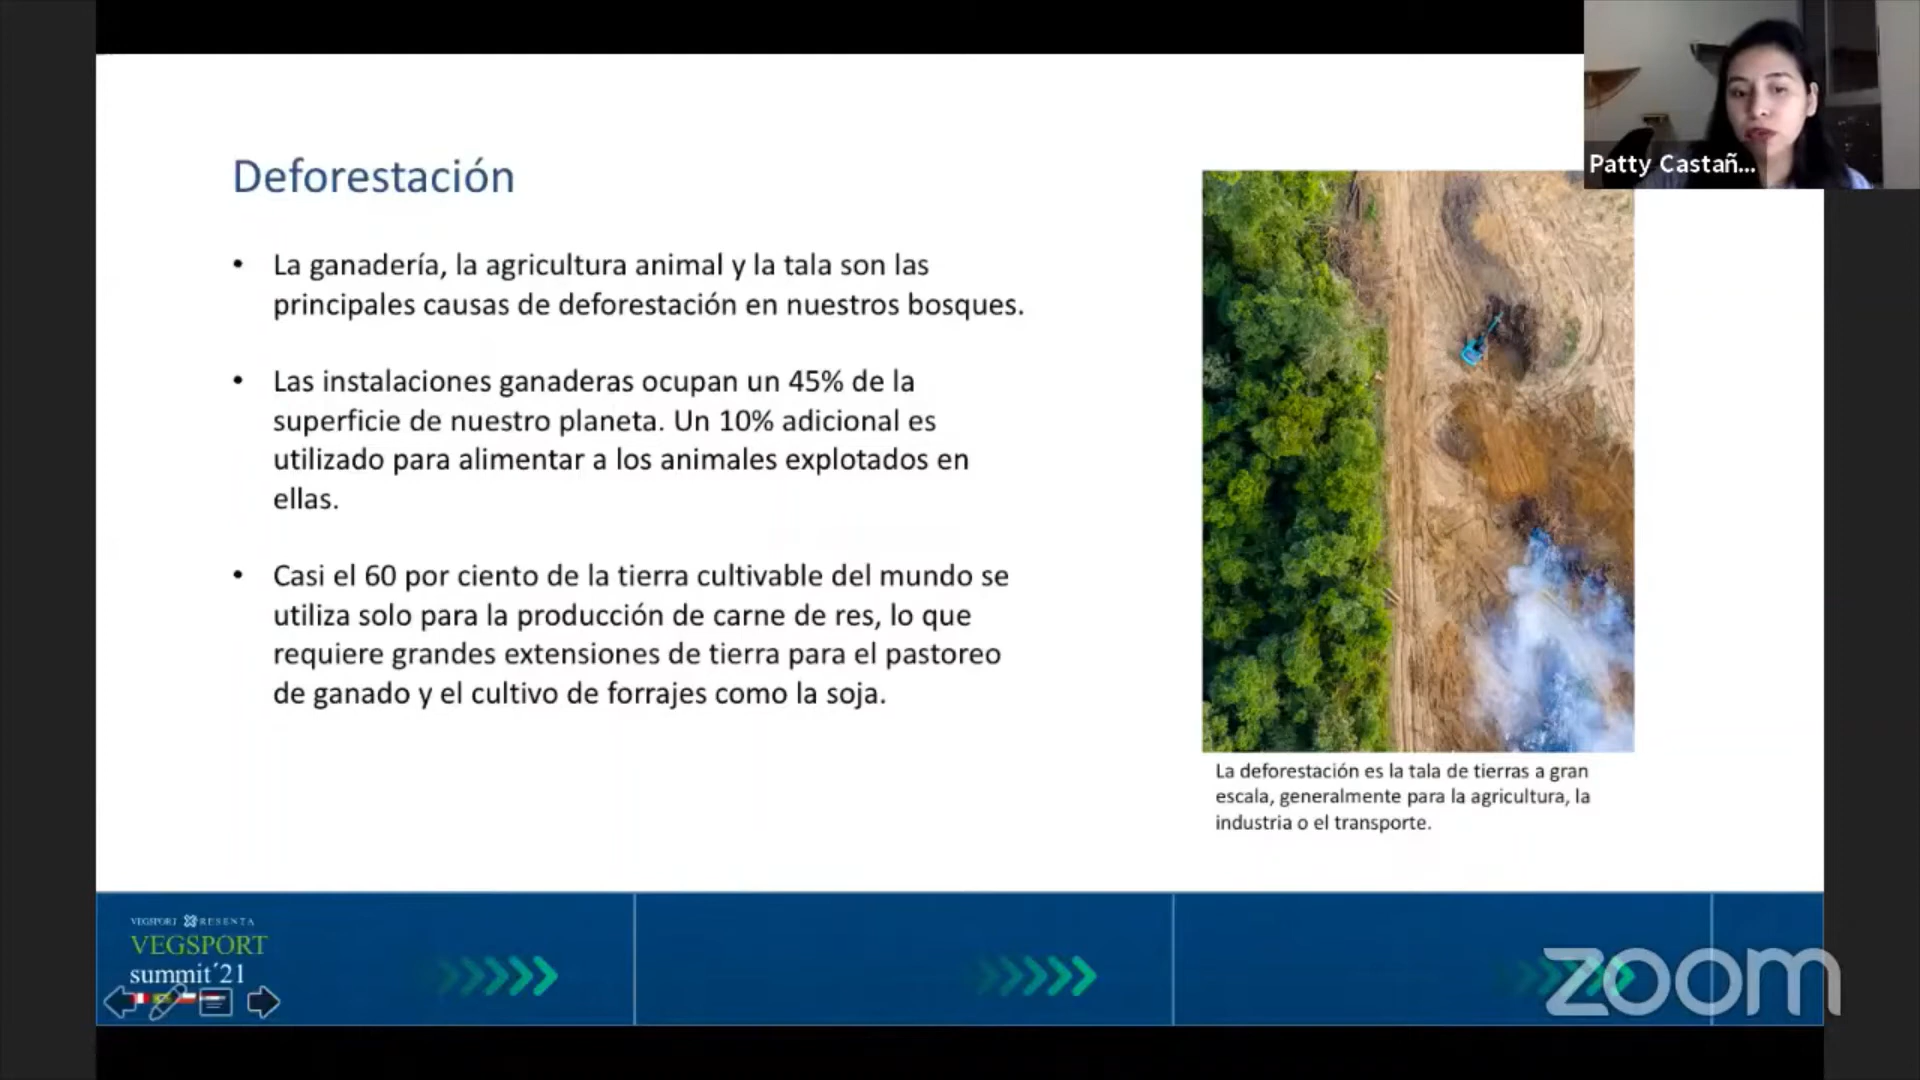 Patty Castañ...
Deforestación
• La ganadería, la agricultura animal y la tala son las
principales causas de deforestación en nuestros bosques.
• Las instalaciones ganaderas ocupan un 45% de la
superficie de nuestro planeta. Un 10% adicional es
utilizado para alimentar a los animales explotados en
ellas.
• Casi el 60 por ciento de la tierra cultivable del mundo se
utiliza solo para la producción de carne de res, lo que
requiere grandes extensiones de tierra para el pastoreo
de ganado y el cultivo de forrajes como la soja.
La deforestación es la tala de tierras a gran
escala, generalmente para la agricultura, la
industria o el transporte.
VEGSPORT RESENTA
VEGSPORT
summit´21
zoom